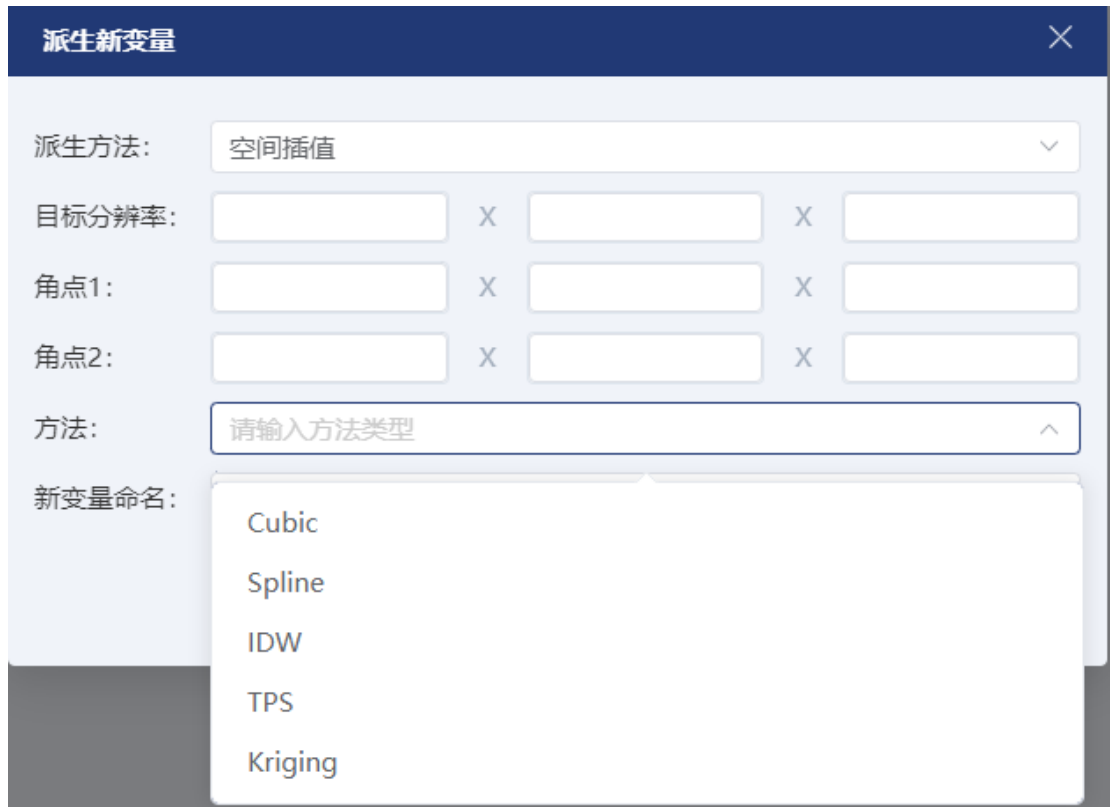 派生新变量
派生方法： 空间插值
目标分辨率： X X
角点1： X X
角点2： X X
方法： 请输入方法类型
新变量命名：
Cubic
Spline
IDW
TPS
Kriging